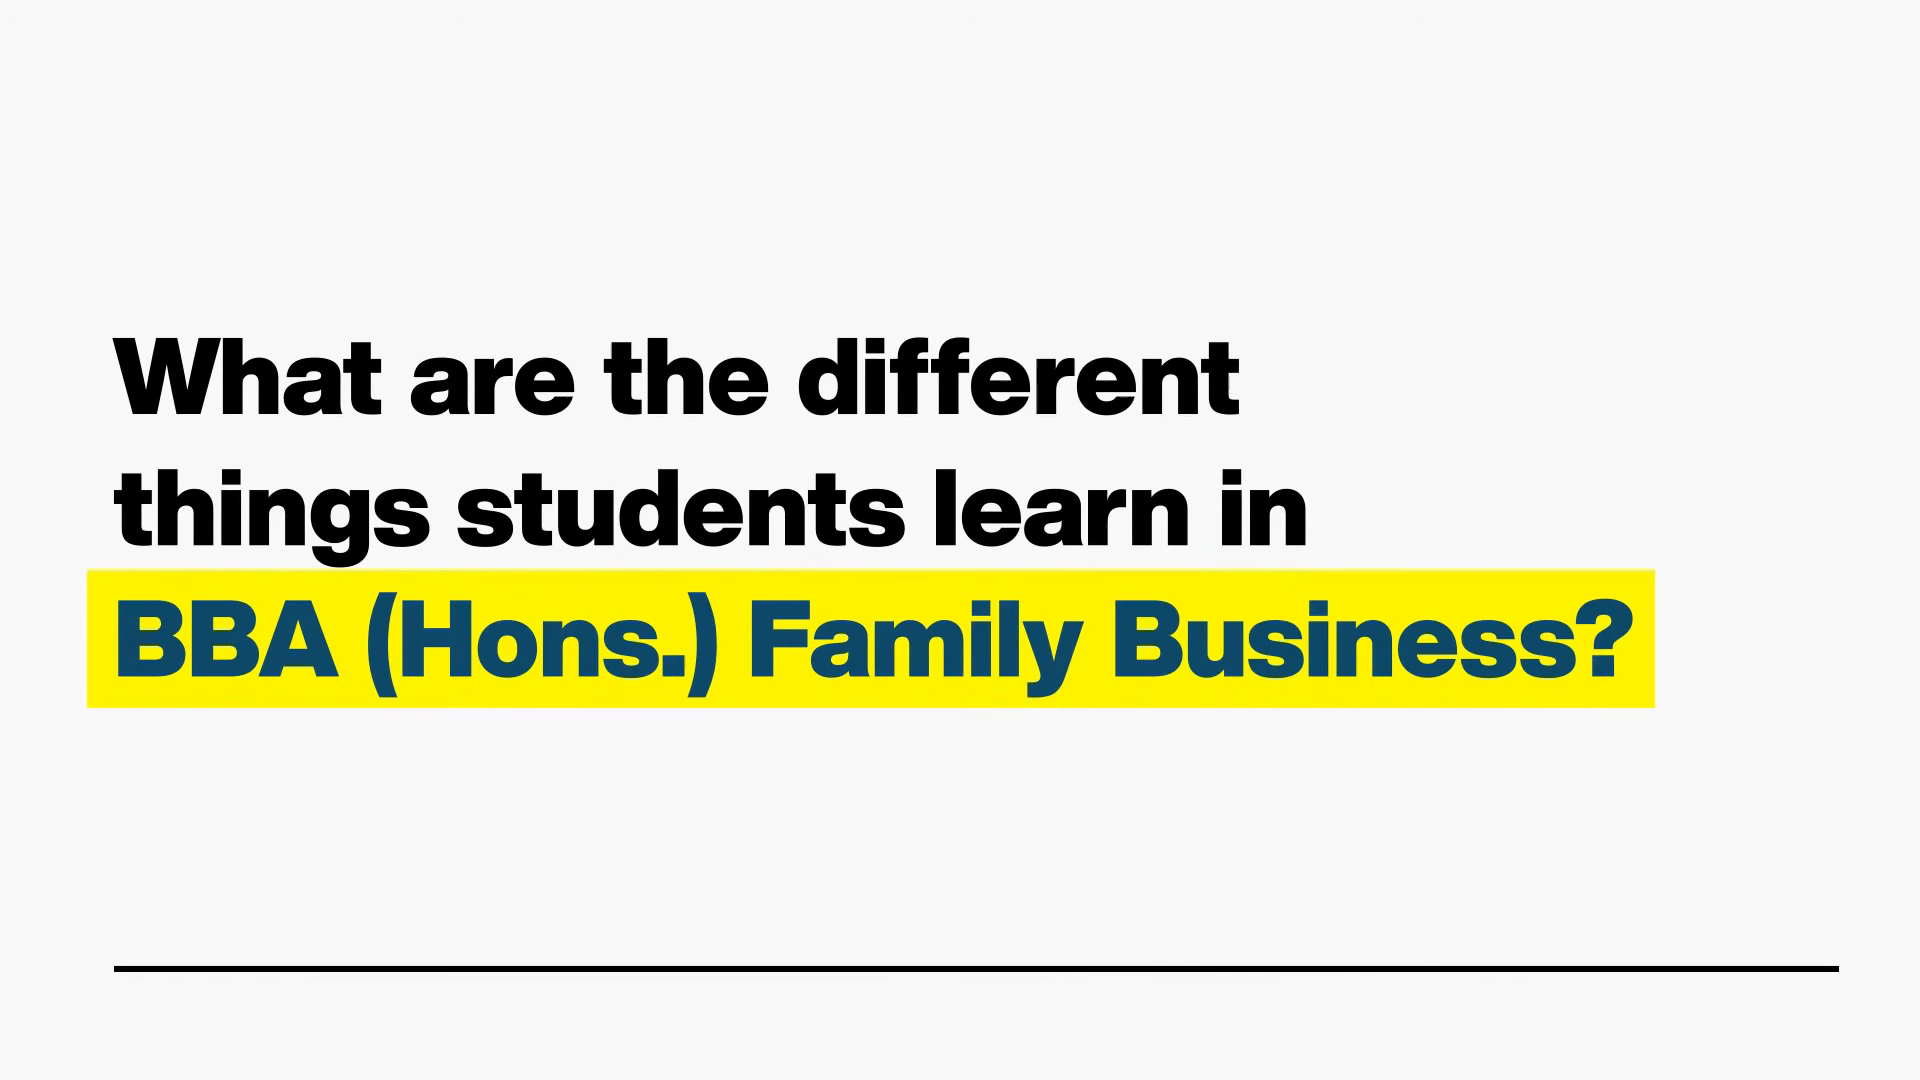 What are the different
things students learn in
BBA (Hons.) Family Business?